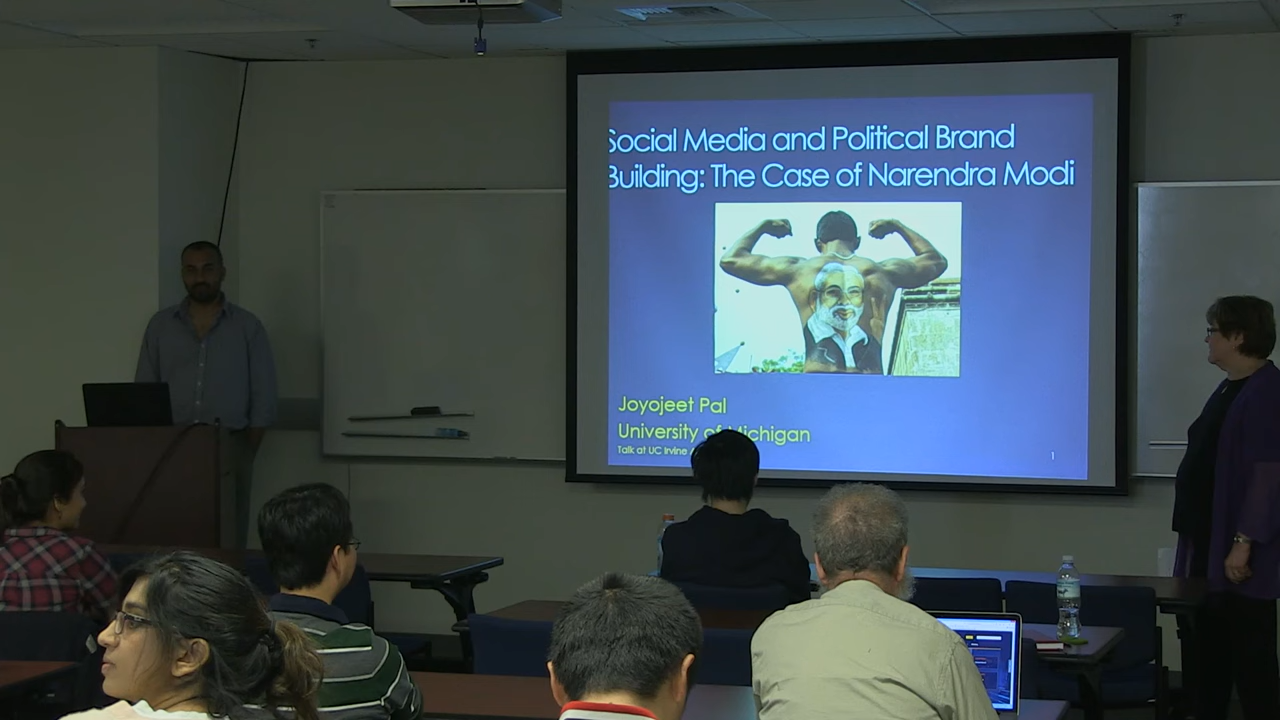 Social Media and Political Brand
Building: The Case of Narendra Modi
Joyojeet Pal
University of Michigan
Talk at UC Irvine
1